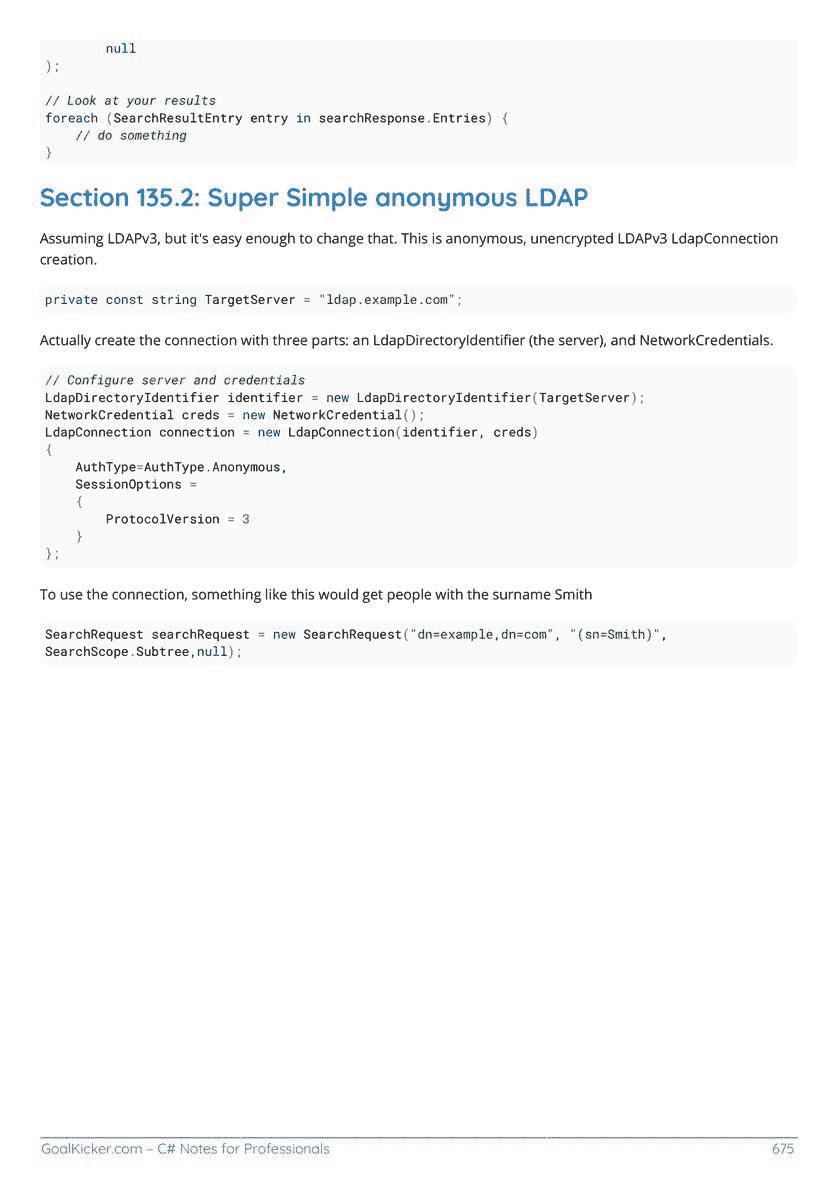 null
);

// Look at your results
foreach (SearchResultEntry entry in searchResponse.Entries) {
    // do something
}
Section 135.2: Super Simple anonymous LDAP
Assuming LDAPv3, but it's easy enough to change that. This is anonymous, unencrypted LDAPv3 LdapConnection
creation.
private const string TargetServer = "ldap.example.com";
Actually create the connection with three parts: an LdapDirectoryIdentifier (the server), and NetworkCredentials.
// Configure server and credentials
LdapDirectoryIdentifier identifier = new LdapDirectoryIdentifier(TargetServer);
NetworkCredential creds = new NetworkCredential();
LdapConnection connection = new LdapConnection(identifier, creds)
{
    AuthType=AuthType.Anonymous,
    SessionOptions =
    {
        ProtocolVersion = 3
    }
};
To use the connection, something like this would get people with the surname Smith
SearchRequest searchRequest = new SearchRequest("dn=example,dn=com", "(sn=Smith)",
SearchScope.Subtree,null);
GoalKicker.com – C# Notes for Professionals 675